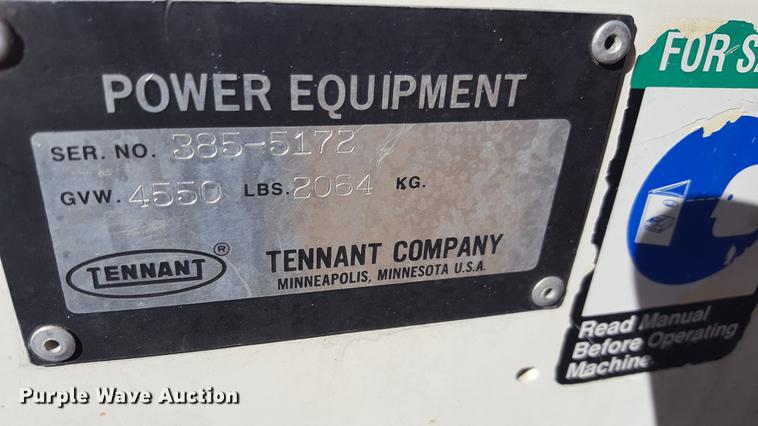 POWER EQUIPMENT
SER. NO. 385-5172
GVW. 4550 LBS. 2064 KG.
TENNANT ®
TENNANT COMPANY
MINNEAPOLIS, MINNESOTA U.S.A.
FOR SA
Read Manual
Before Operating
Machine.
Purple Wave Auction